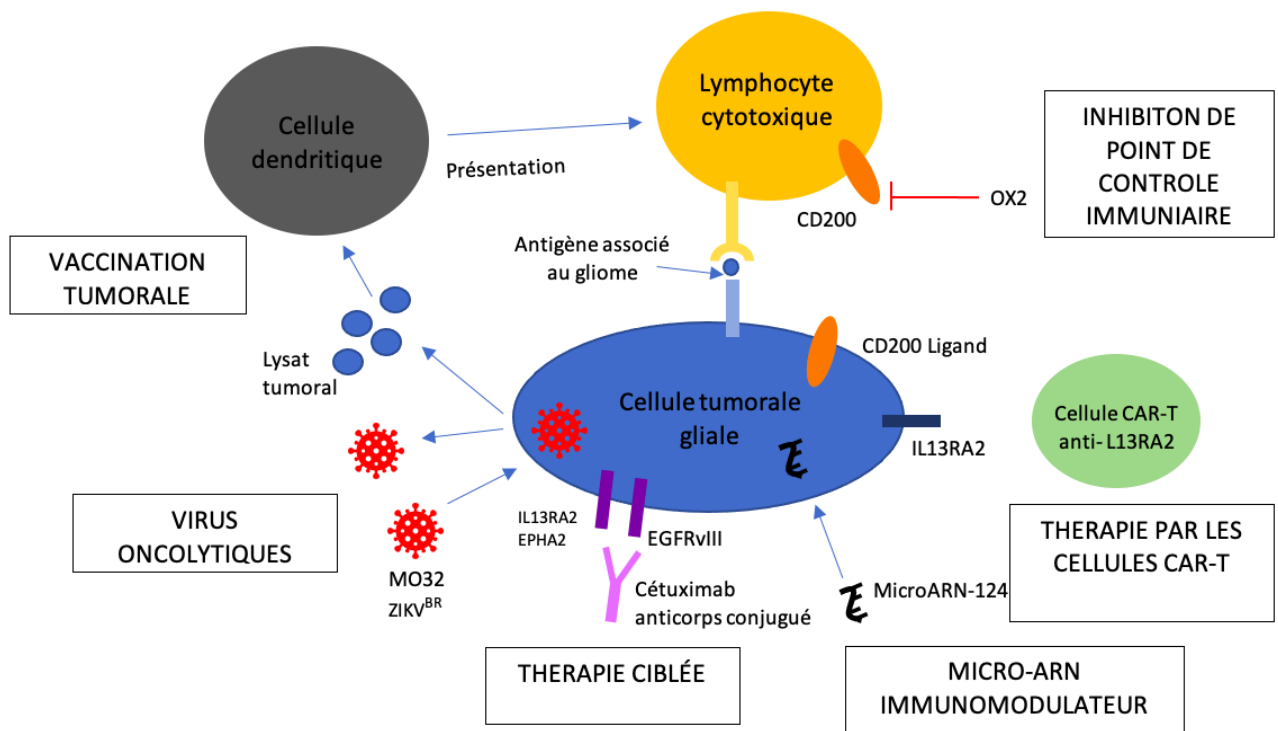 Cellule
dendritique
Présentation
Lymphocyte
cytotoxique
CD200
OX2
INHIBITON DE
POINT DE
CONTROLE
IMMUNIAIRE
VACCINATION
TUMORALE
Antigène associé
au gliome
Lysat
tumoral
CD200 Ligand
Cellule tumorale
gliale
IL13RA2
Cellule CAR-T
anti- L13RA2
VIRUS
ONCOLYTIQUES
MO32
ZIKVBR
IL13RA2
EPHA2
EGFRvIII
Cétuximab
anticorps conjugué
MicroARN-124
THERAPIE PAR LES
CELLULES CAR-T
THERAPIE CIBLÉE
MICRO-ARN
IMMUNOMODULATEUR